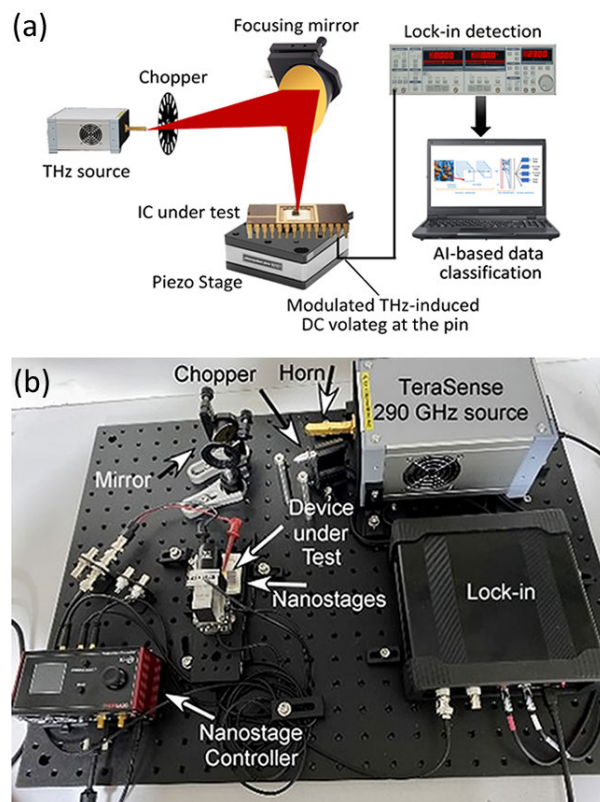 (a)
Focusing mirror
Lock-in detection
Chopper
THz source
IC under test
Piezo Stage
AI-based data
classification
Modulated THz-induced
DC volateg at the pin
(b)
Chopper
Horn
TeraSense
290 GHz source
Mirror
Device
under
Test
Nanostages
Lock-in
Nanostage
Controller